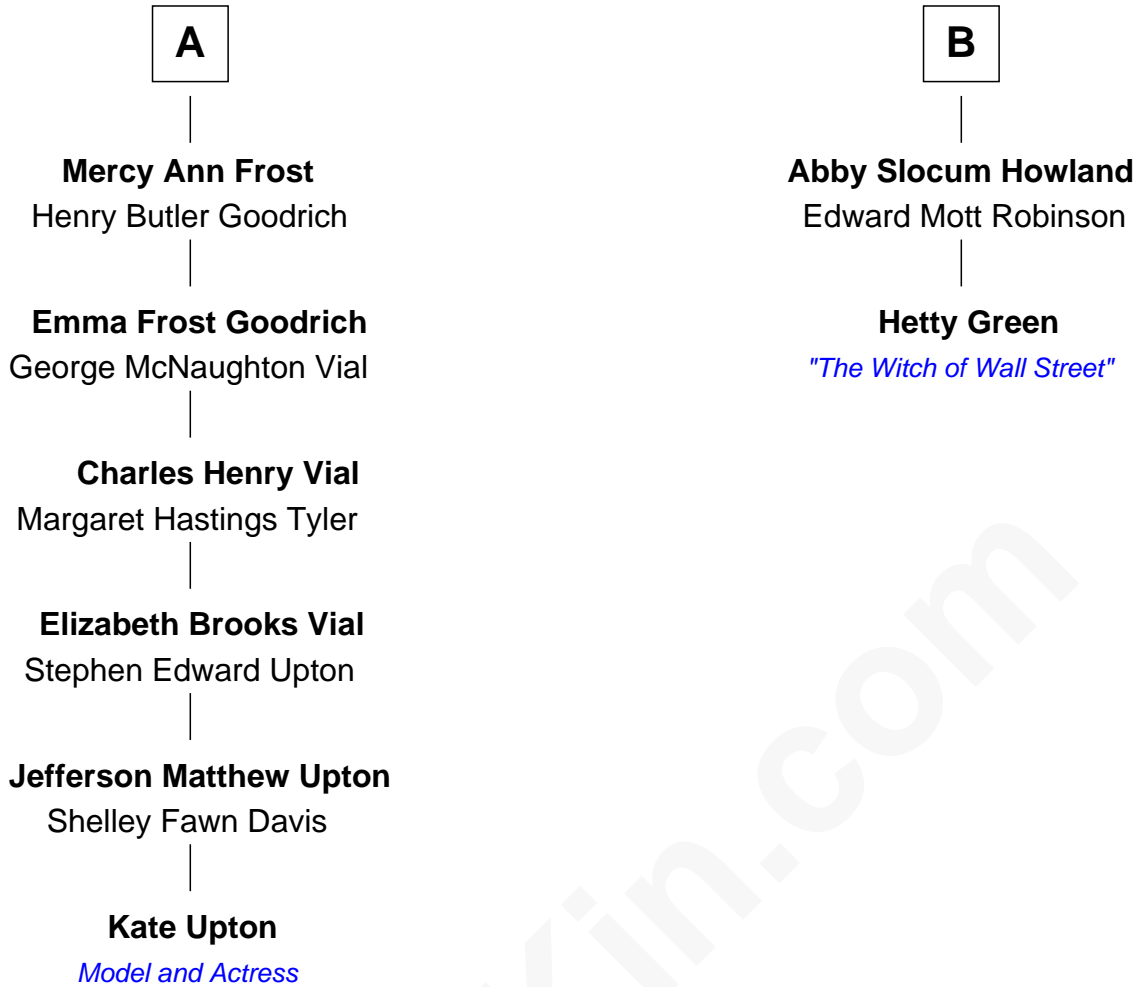 A
Mercy Ann Frost
Henry Butler Goodrich
Emma Frost Goodrich
George McNaughton Vial
Charles Henry Vial
Margaret Hastings Tyler
Elizabeth Brooks Vial
Stephen Edward Upton
Jefferson Matthew Upton
Shelley Fawn Davis
Kate Upton
Model and Actress
B
Abby Slocum Howland
Edward Mott Robinson
Hetty Green
"The Witch of Wall Street"
Kin.com